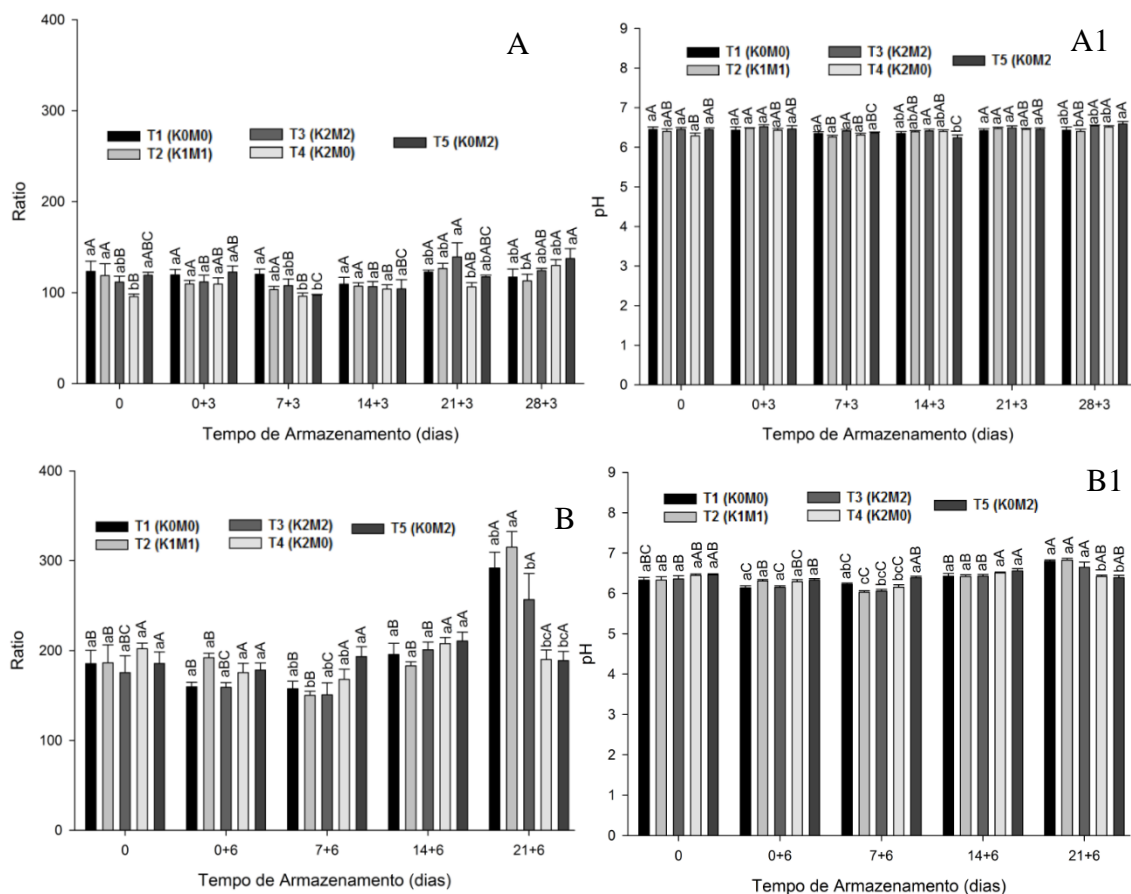 A
400
300
200
100
0
Ratio
T1 (K0M0)
T2 (K1M1)
T3 (K2M2)
T4 (K2M0)
T5 (K0M2)
aA aA abB bB aABC
aA aA aB aAB aAB
aA abA abB bB bC
aA aA aB aB aBC
abA abA aA bAB abABC
abA bA abAB abA aA
0 0+3 7+3 14+3 21+3 28+3
Tempo de Armazenamento (dias)
A1
9
8
7
6
5
4
3
2
1
0
pH
T1 (K0M0)
T2 (K1M1)
T3 (K2M2)
T4 (K2M0)
T5 (K0M2
aA aAB aA aB aAB
aA aA aA aAB aAB
aA aB aA aB aBC
abA abAB aA abAB bC
aA aA aA aAB aAB
abA bAB abA abA aA
0 0+3 7+3 14+3 21+3 28+3
Tempo de Armazenamento (dias)
B
400
300
200
100
0
Ratio
T1 (K0M0)
T2 (K1M1)
T3 (K2M2)
T4 (K2M0)
T5 (K0M2)
aB aB aBC aA aA
aB aB aBC aA aA
abB bB abC abA aA
aB aB aAB aA aA
abA aA bA bcA bcA
0 0+6 7+6 14+6 21+6
Tempo de Armazenamento (dias)
B1
9
8
7
6
5
4
3
2
1
0
pH
T1 (K0M0)
T2 (K1M1)
T3 (K2M2)
T4 (K2M0)
T5 (K0M2)
aBC aB aB aAB aAB
aC aB aC aBC aB
abC cC bcC bcC aAB
aB aB aB aA aA
aA aA aA bAB bAB
0 0+6 7+6 14+6 21+6
Tempo de Armazenamento (dias)